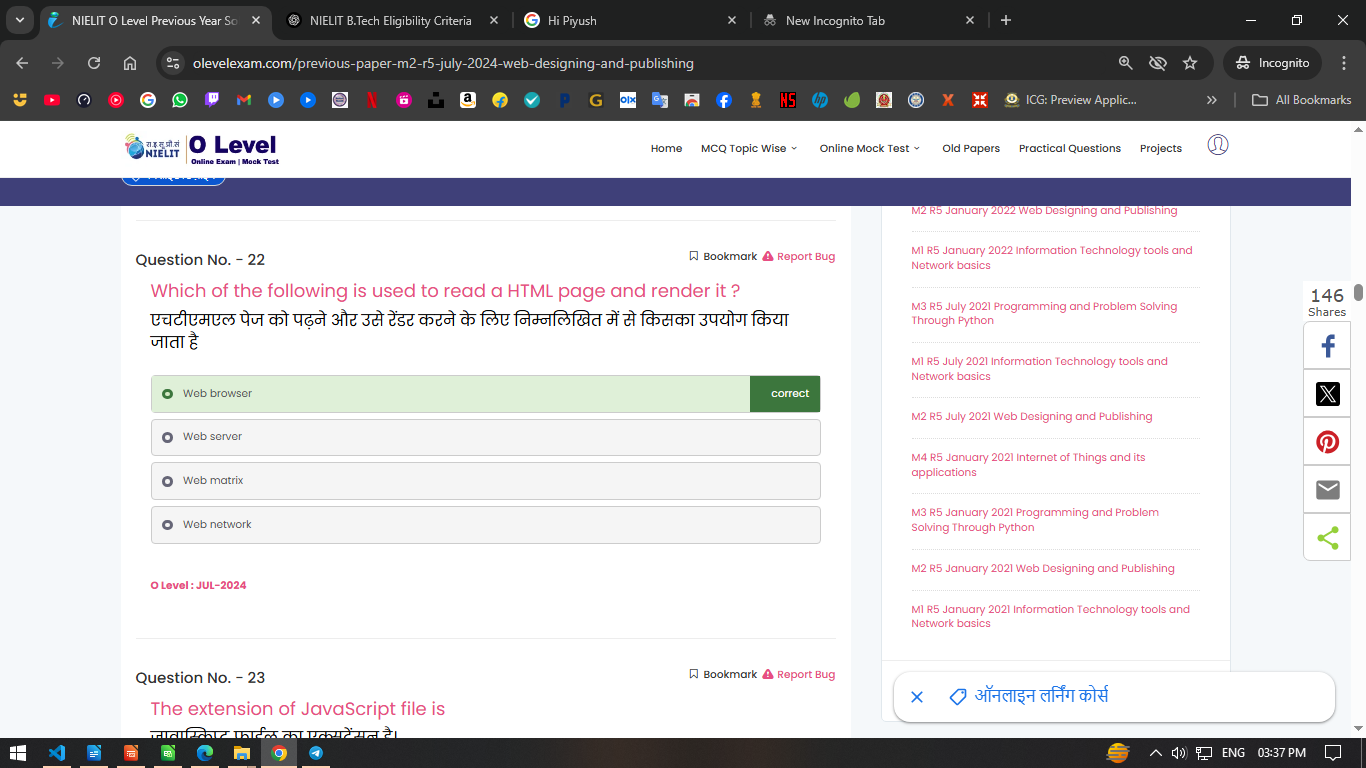 NIELIT O Level Previous Year So
NIELIT B.Tech Eligibility Criteria
Hi Piyush
New Incognito Tab
olevelexam.com/previous-paper-m2-r5-july-2024-web-designing-and-publishing
Incognito
ICG: Preview Applic...
All Bookmarks
रा.इ.सू.प्रौ.सं
NIELIT
O Level
Online Exam | Mock Test
Home
MCQ Topic Wise
Online Mock Test
Old Papers
Practical Questions
Projects
Question No. - 22
Bookmark
Report Bug
Which of the following is used to read a HTML page and render it ?
एचटीएमएल पेज को पढ़ने और उसे रेंडर करने के लिए निम्नलिखित में से किसका उपयोग किया
जाता है
Web browser
correct
Web server
Web matrix
Web network
O Level : JUL-2024
Question No. - 23
Bookmark
Report Bug
The extension of JavaScript file is
जावास्क्रिप्ट फ़ाईल का एक्सटेंसन है।
M2 R5 January 2022 Web Designing and Publishing
M1 R5 January 2022 Information Technology tools and
Network basics
M3 R5 July 2021 Programming and Problem Solving
Through Python
M1 R5 July 2021 Information Technology tools and
Network basics
M2 R5 July 2021 Web Designing and Publishing
M4 R5 January 2021 Internet of Things and its
applications
M3 R5 January 2021 Programming and Problem
Solving Through Python
M2 R5 January 2021 Web Designing and Publishing
M1 R5 January 2021 Information Technology tools and
Network basics
146
Shares
ऑनलाइन लर्निंग कोर्स
ENG
03:37 PM